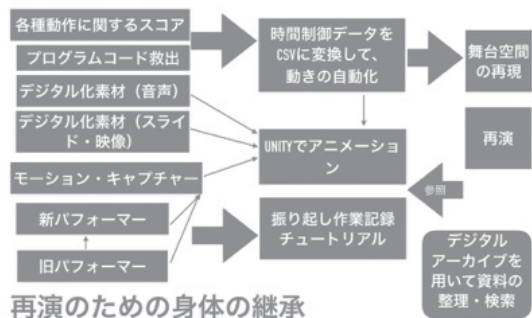 各種動作に関するスコア
プログラムコード救出
デジタル化素材（音声）
デジタル化素材（スライ
ド・映像）
モーション・キャプチャー
新パフォーマー
旧パフォーマー
時間制御データを
CSVに変換して、
動きの自動化
UNITYでアニメーショ
ン
振り起し作業記録
チュートリアル
舞台空間
の再現
再演
参照
デジタル
アーカイブを
用いて資料の
整理・検索
再演のための身体の継承